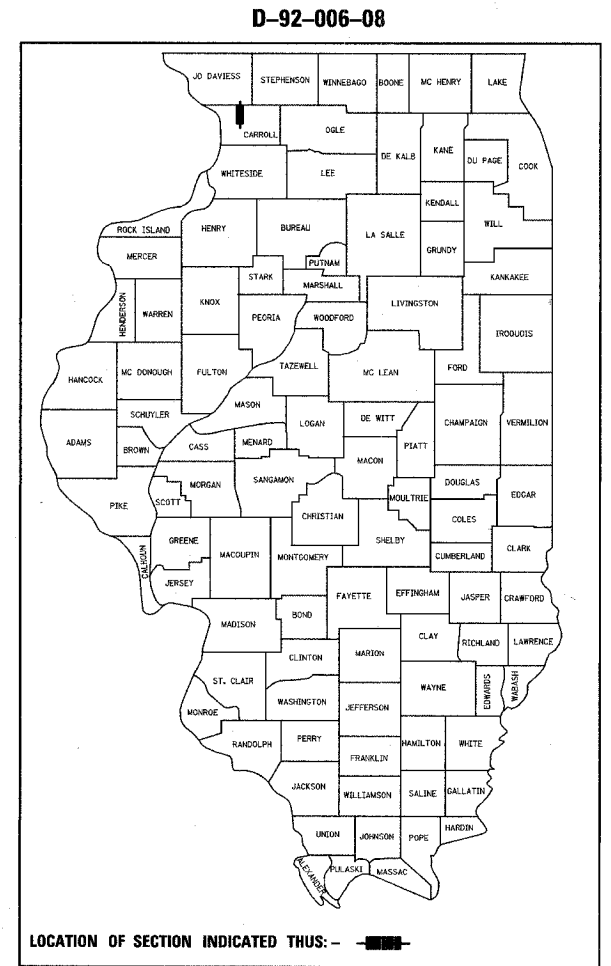 D-92-006-08
JO DAVIESS
STEPHENSON
WINNEBAGO
BOONE
MC HENRY
LAKE
CARROLL
OGLE
DE KALB
KANE
DU PAGE
COOK
WHITESIDE
LEE
KENDALL
WILL
ROCK ISLAND
HENRY
BUREAU
LA SALLE
GRUNDY
MERCER
PUTNAM
STARK
MARSHALL
KANKAKEE
HENDERSON
WARREN
KNOX
PEORIA
WOODFORD
LIVINGSTON
IROQUOIS
TAZEWELL
MC LEAN
FORD
HANCOCK
MC DONOUGH
FULTON
MASON
SCHUYLER
LOGAN
DE WITT
CHAMPAIGN
VERMILION
ADAMS
BROWN
CASS
MENARD
MACON
PIATT
MORGAN
SANGAMON
DOUGLAS
EDGAR
PIKE
SCOTT
CHRISTIAN
MOULTRIE
COLES
GREENE
MACOUPIN
MONTGOMERY
SHELBY
CUMBERLAND
CLARK
CALHOUN
JERSEY
FAYETTE
EFFINGHAM
JASPER
CRAWFORD
MADISON
BOND
CLAY
RICHLAND
LAWRENCE
CLINTON
MARION
ST. CLAIR
WAYNE
EDWARDS
WABASH
WASHINGTON
JEFFERSON
MONROE
RANDOLPH
PERRY
HAMILTON
WHITE
FRANKLIN
JACKSON
WILLIAMSON
SALINE
GALLATIN
UNION
JOHNSON
POPE
HARDIN
ALEXANDER
PULASKI
MASSAC
LOCATION OF SECTION INDICATED THUS: -